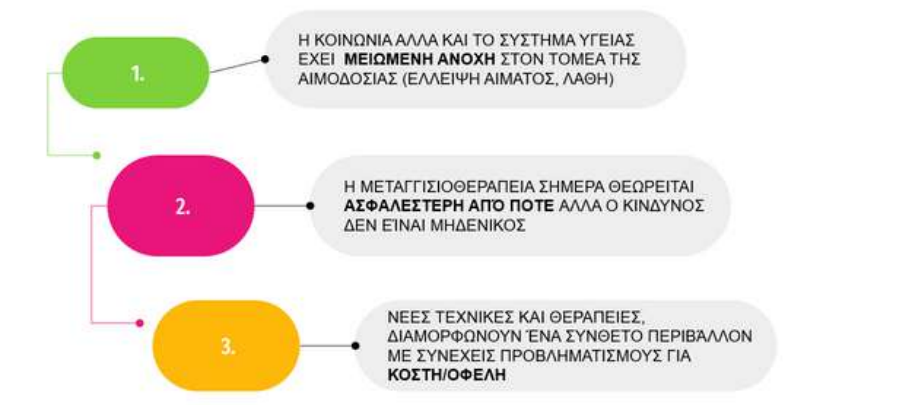 1.
Η ΚΟΙΝΩΝΙΑ ΑΛΛΑ ΚΑΙ ΤΟ ΣΥΣΤΗΜΑ ΥΓΕΙΑΣ
ΕΧΕΙ ΜΕΙΩΜΕΝΗ ΑΝΟΧΗ ΣΤΟΝ ΤΟΜΕΑ ΤΗΣ
ΑΙΜΟΔΟΣΙΑΣ (ΕΛΛΕΙΨΗ ΑΙΜΑΤΟΣ, ΛΑΘΗ)
2.
Η ΜΕΤΑΓΓΙΣΙΟΘΕΡΑΠΕΙΑ ΣΗΜΕΡΑ ΘΕΩΡΕΙΤΑΙ
ΑΣΦΑΛΕΣΤΕΡΗ ΑΠΌ ΠΟΤΕ ΑΛΛΑ Ο ΚΙΝΔΥΝΟΣ
ΔΕΝ ΕΊΝΑΙ ΜΗΔΕΝΙΚΟΣ
3.
ΝΕΕΣ ΤΕΧΝΙΚΕΣ ΚΑΙ ΘΕΡΑΠΕΙΕΣ,
ΔΙΑΜΟΡΦΩΝΟΥΝ ΈΝΑ ΣΥΝΘΕΤΟ ΠΕΡΙΒΆΛΛΟΝ
ΜΕ ΣΥΝΕΧΕΙΣ ΠΡΟΒΛΗΜΑΤΙΣΜΟΥΣ ΓΙΑ
ΚΟΣΤΗ/ΟΦΕΛΗ